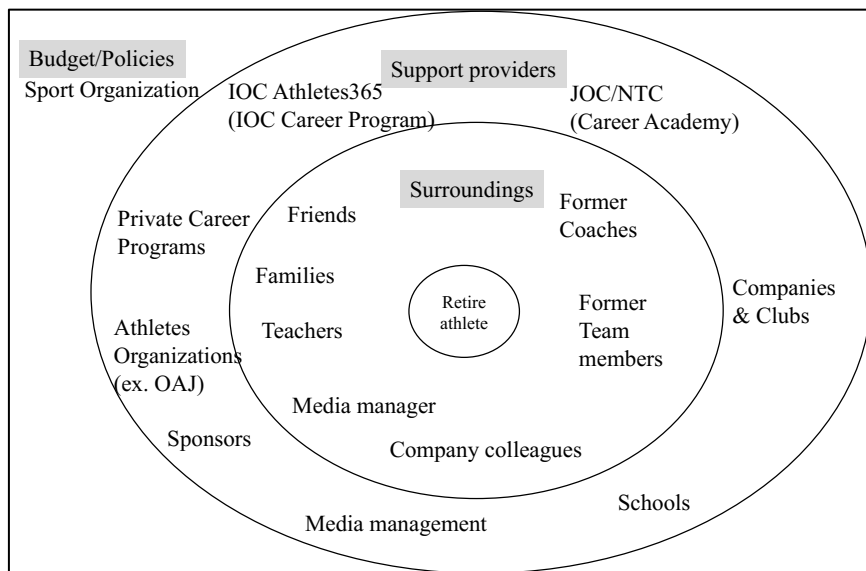 Budget/Policies
Sport Organization
Support providers
IOC Athletes365
(IOC Career Program)
JOC/NTC
(Career Academy)
Surroundings
Private Career
Programs
Friends
Former
Coaches
Families
Retire
athlete
Companies
& Clubs
Athletes
Organizations
(ex. OAJ)
Teachers
Former
Team
members
Media manager
Sponsors
Company colleagues
Schools
Media management